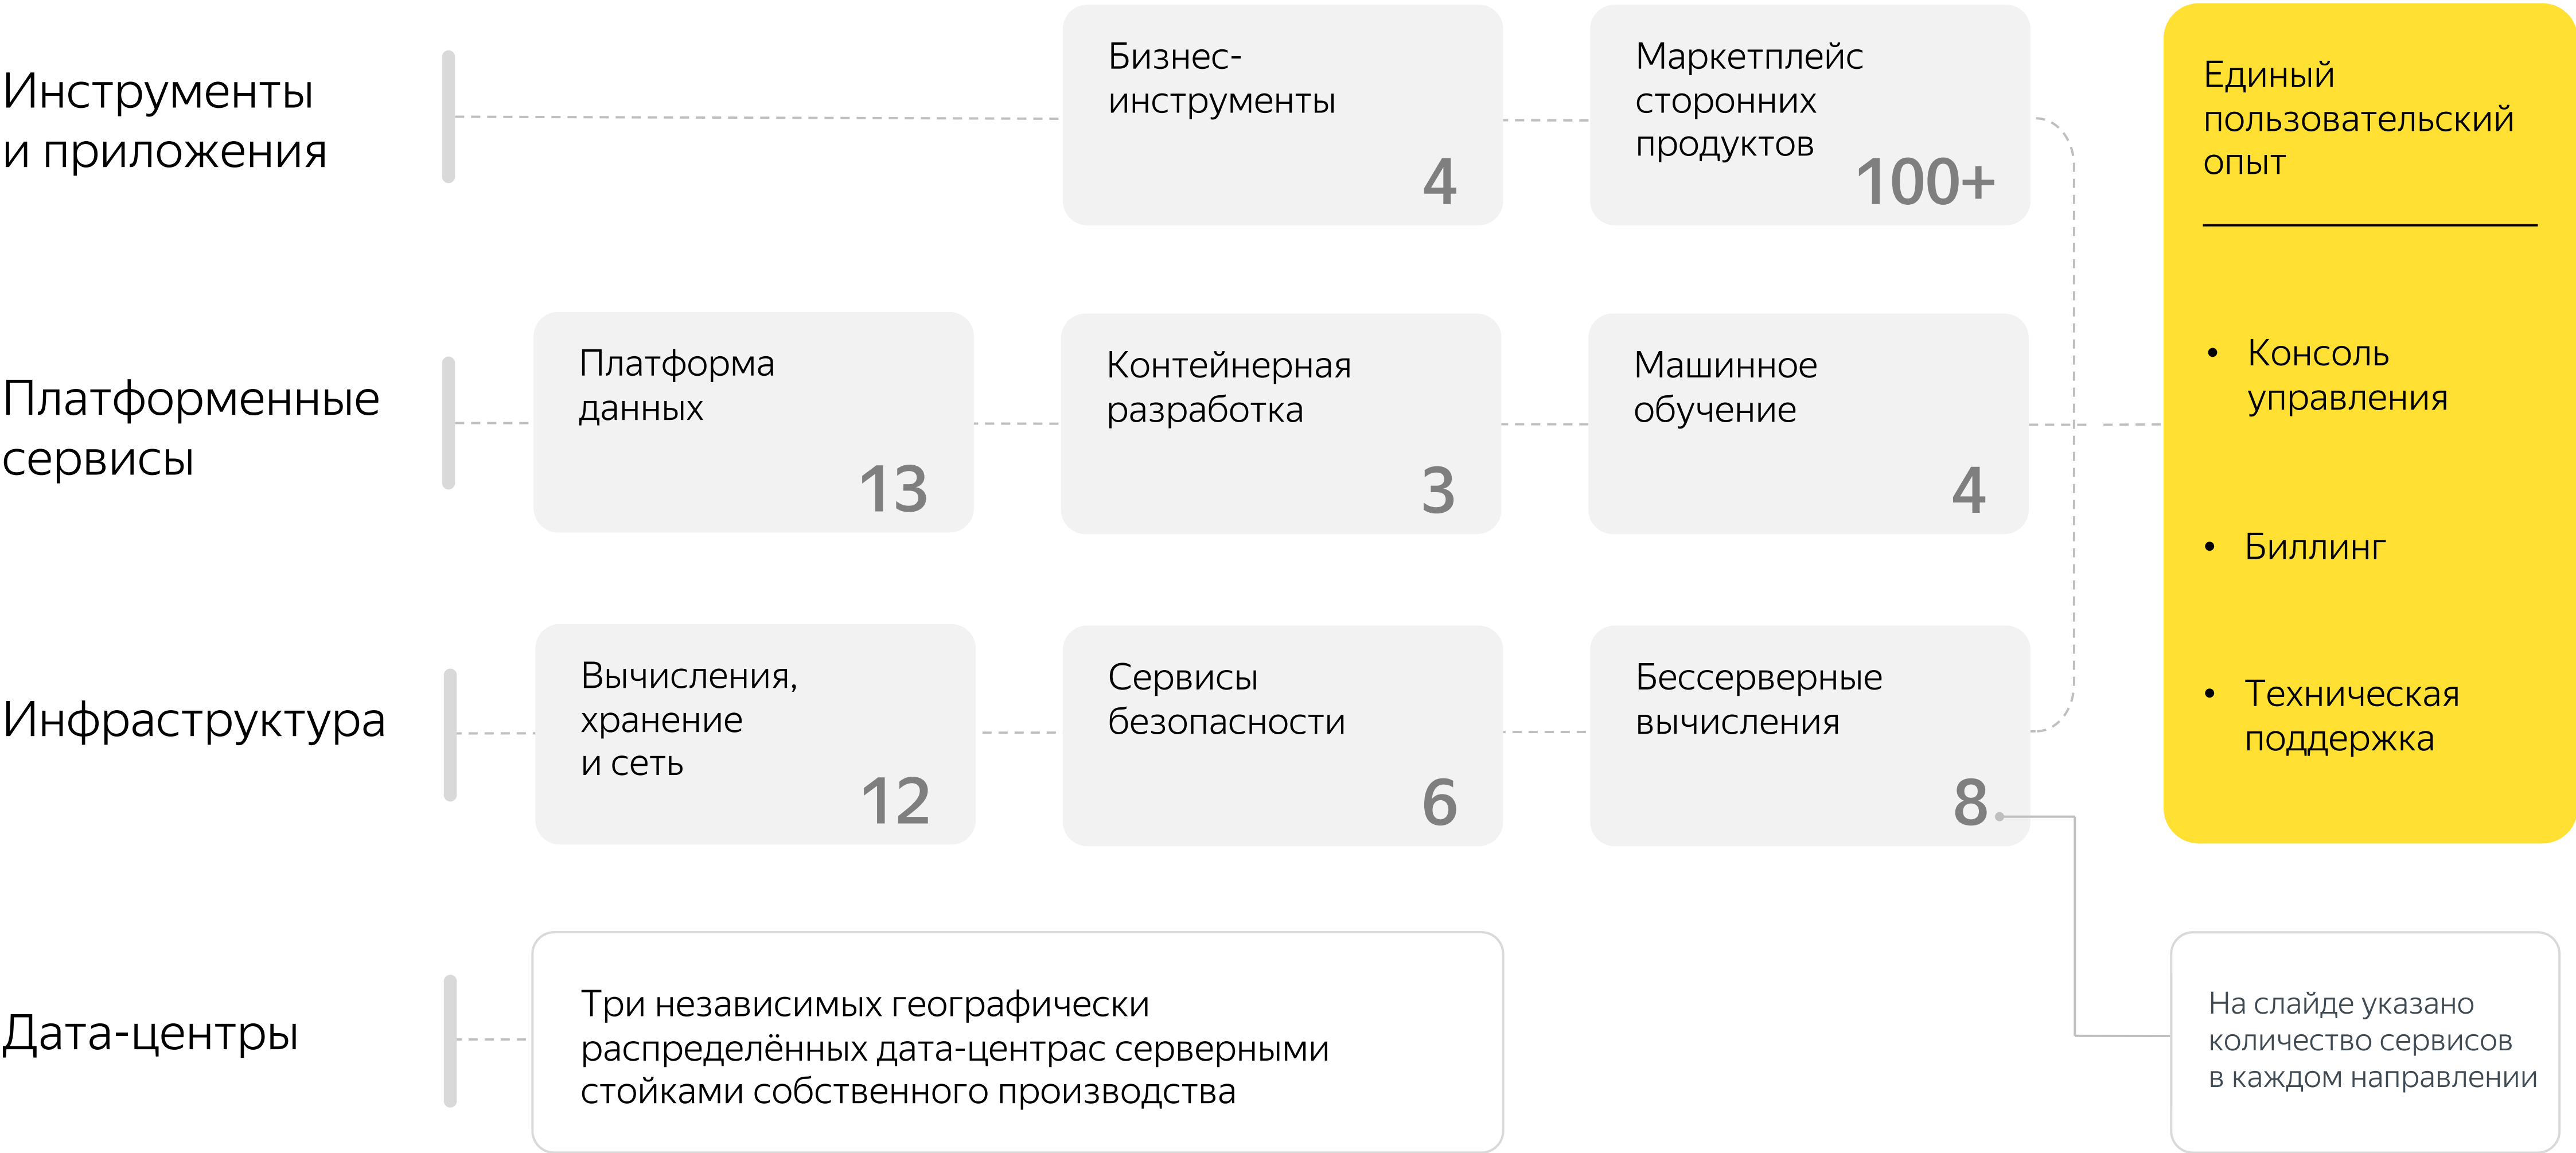 Инструменты
и приложения
Бизнес-
инструменты
4
Маркетплейс
сторонних
продуктов
100+
Платформенные
сервисы
Платформа
данных
13
Контейнерная
разработка
3
Машинное
обучение
4
Инфраструктура
Вычисления,
хранение
и сеть
12
Сервисы
безопасности
6
Бессерверные
вычисления
8
Дата-центры
Три независимых географически
распределённых дата-центрас серверными
стойками собственного производства
Единый
пользовательский
опыт
• Консоль
управления
• Биллинг
• Техническая
поддержка
На слайде указано
количество сервисов
в каждом направлении